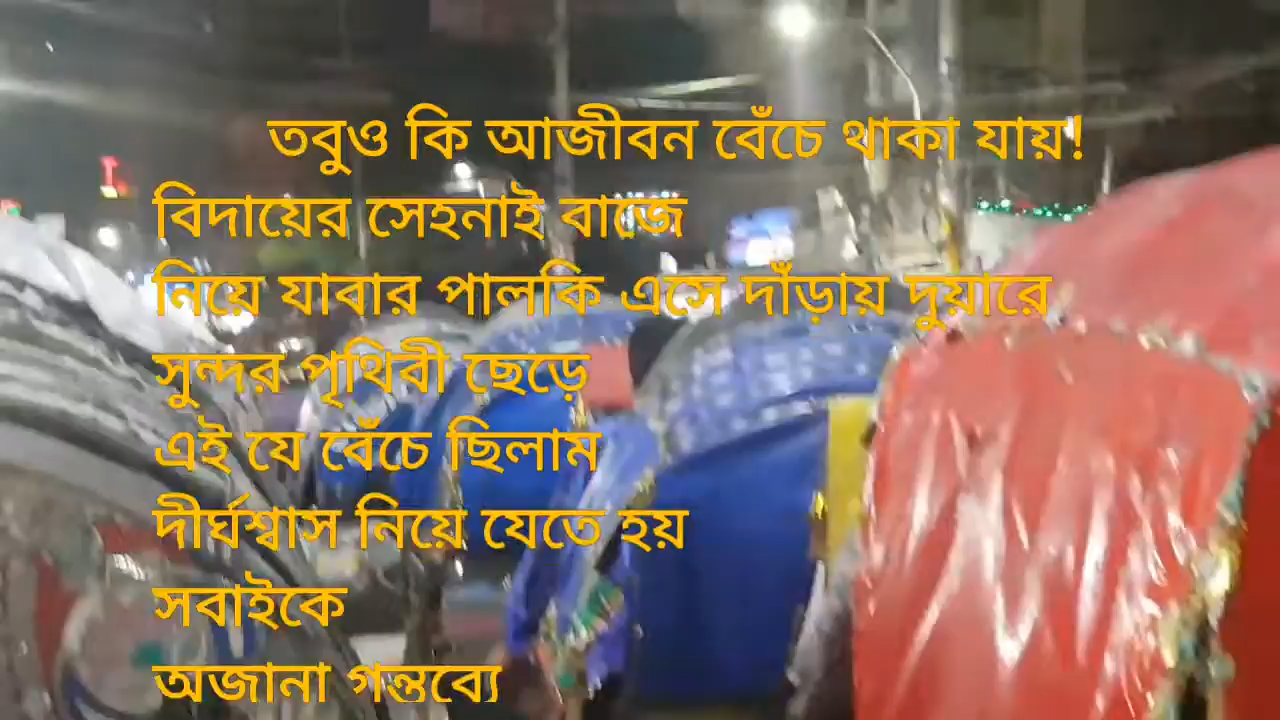 তবুও কি আজীবন বেঁচে থাকা যায়!
বিদায়ের সেহনাই বাজে
নিয়ে যাবার পালকি এসে দাঁড়ায় দুয়ারে
সুন্দর পৃথিবী ছেড়ে
এই যে বেঁচে ছিলাম
দীর্ঘশ্বাস নিয়ে যেতে হয়
সবাইকে
অজানা গন্তব্যে